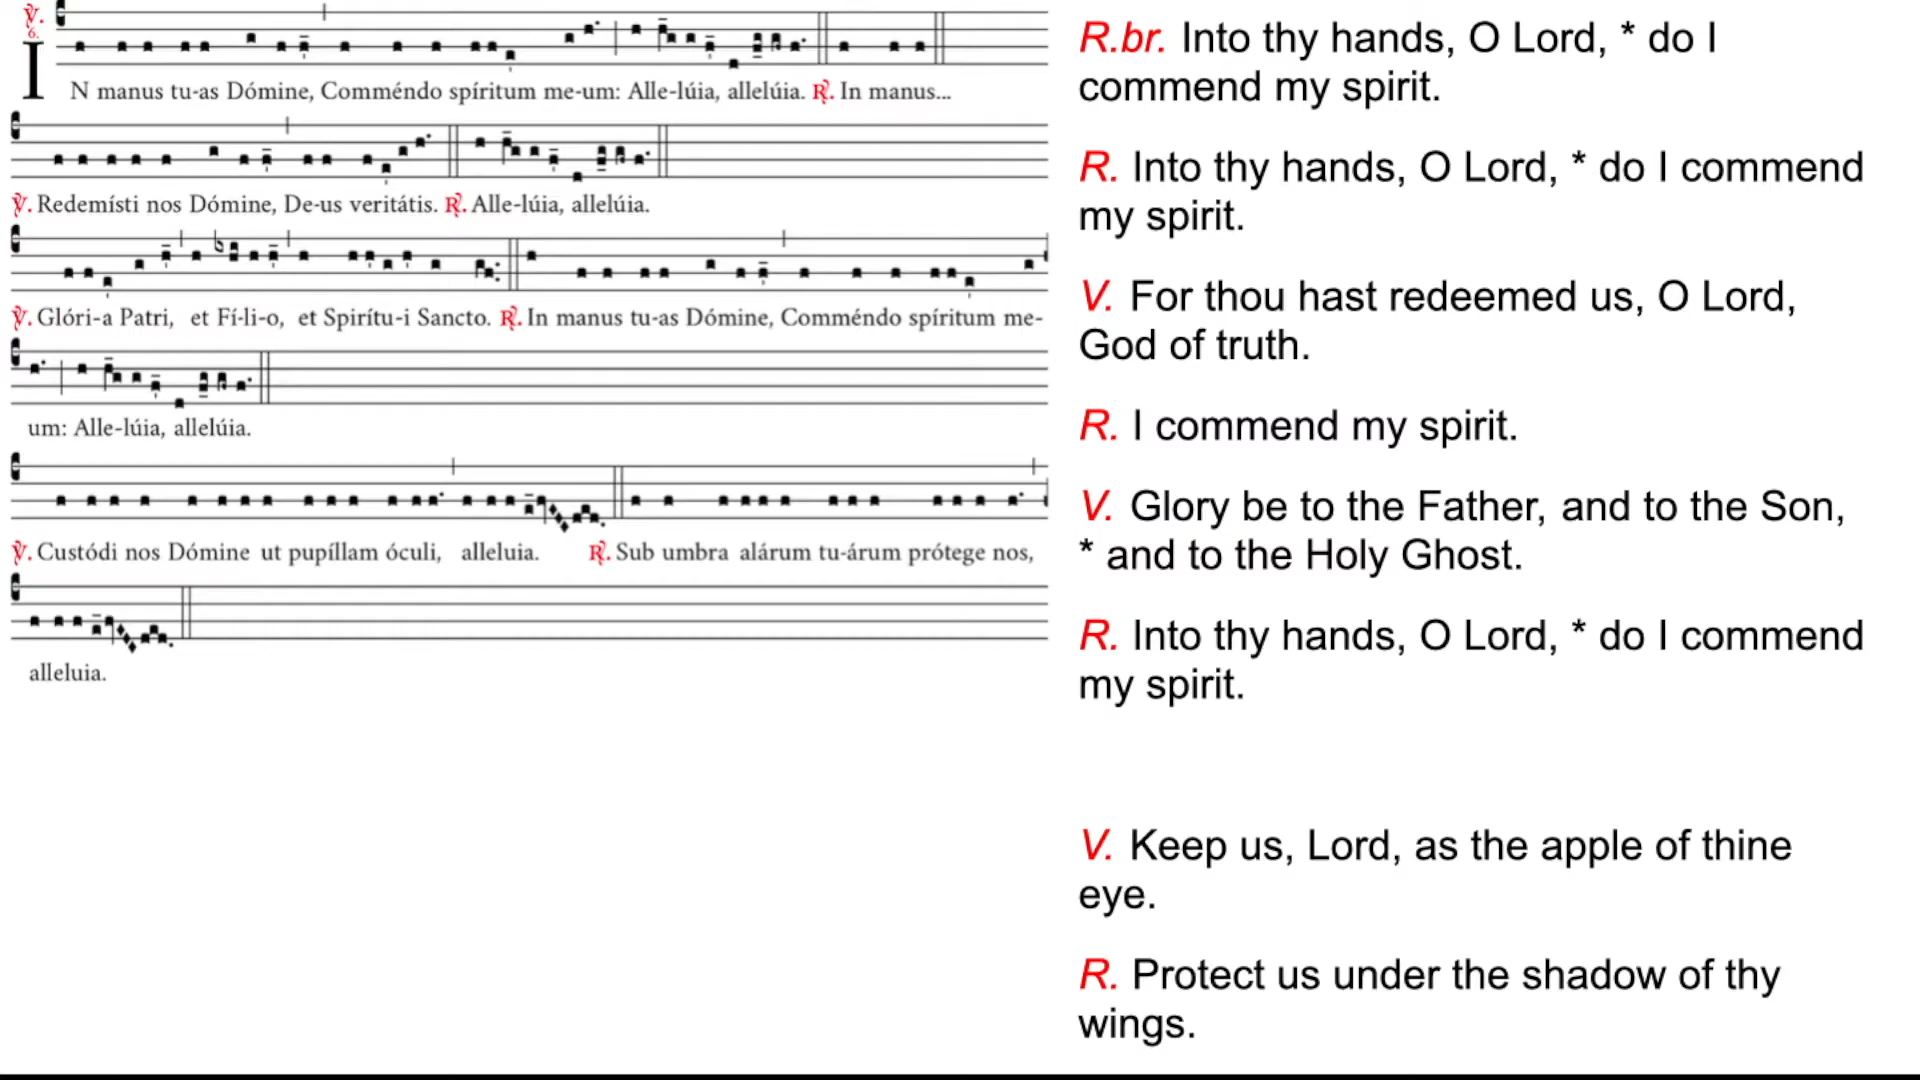 ℣.
6.
IN manus tu-as Dómine, Comméndo spíritum me-um: Alle-lúia, allelúia. ℟. In manus...
℣. Redemísti nos Dómine, De-us veritátis. ℟. Alle-lúia, allelúia.
℣. Glóri-a Patri, et Fí-li-o, et Spirítu-i Sancto. ℟. In manus tu-as Dómine, Comméndo spíritum me-
um: Alle-lúia, allelúia.
℣. Custódi nos Dómine ut pupíllam óculi, alleluia. ℟. Sub umbra alárum tu-árum prótege nos,
alleluia.
R.br. Into thy hands, O Lord, * do I
commend my spirit.
R. Into thy hands, O Lord, * do I commend
my spirit.
V. For thou hast redeemed us, O Lord,
God of truth.
R. I commend my spirit.
V. Glory be to the Father, and to the Son,
* and to the Holy Ghost.
R. Into thy hands, O Lord, * do I commend
my spirit.
V. Keep us, Lord, as the apple of thine
eye.
R. Protect us under the shadow of thy
wings.